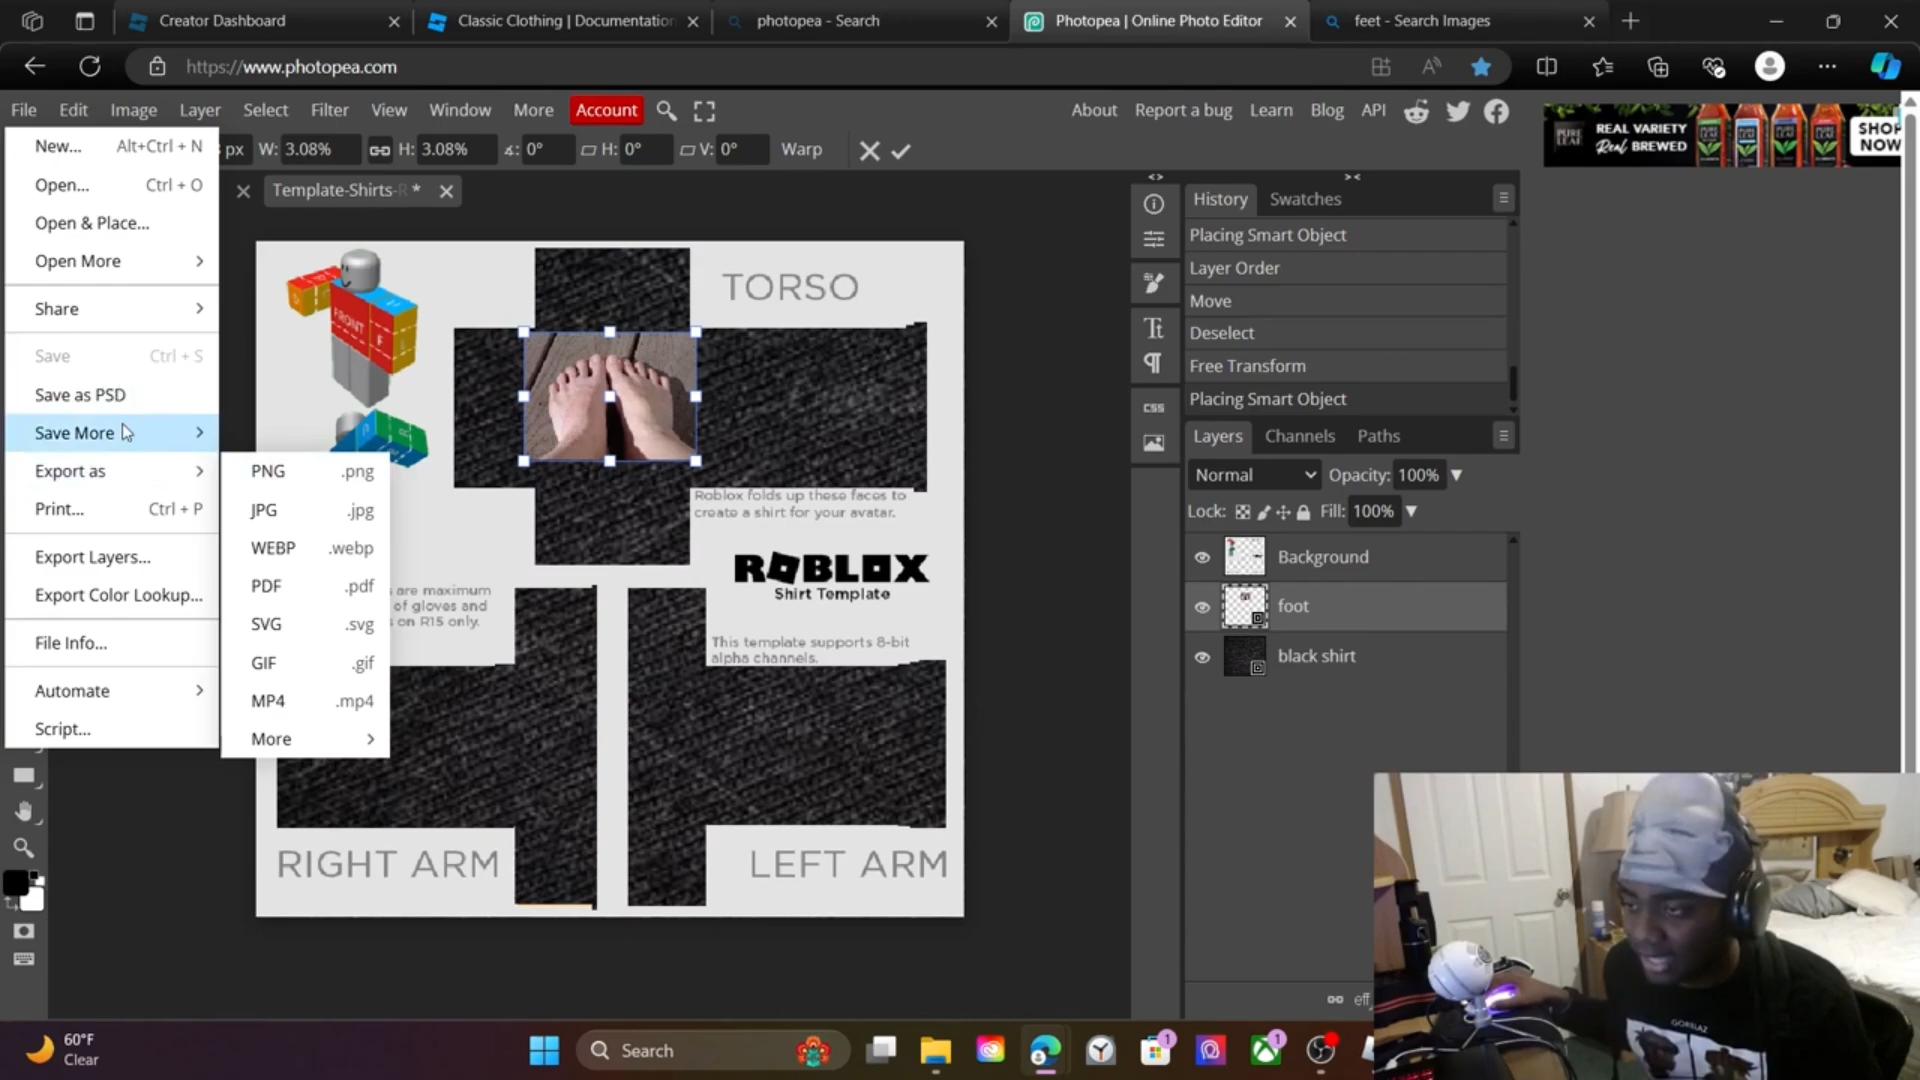 Creator Dashboard
Classic Clothing | Documentation
photopea - Search
Photopea | Online Photo Editor
feet - Search Images
https://www.photopea.com
File Edit Image Layer Select Filter View Window More Account
About Report a bug Learn Blog API
PURE LEAF
REAL VARIETY
Real BREWED
SHOP
NOW
px W: 3.08% H: 3.08% ∡: 0° H: 0° V: 0° Warp
Template-Shirts-R *
New... Alt+Ctrl + N
Open... Ctrl + O
Open & Place...
Open More
Share
Save Ctrl + S
Save as PSD
Save More
Export as
Print... Ctrl + P
Export Layers...
Export Color Lookup...
File Info...
Automate
Script...
PNG .png
JPG .jpg
WEBP .webp
PDF .pdf
SVG .svg
GIF .gif
MP4 .mp4
More
FRONT
F
TORSO
Roblox folds up these faces to
create a shirt for your avatar.
ROBLOX
Shirt Template
This template supports 8-bit
alpha channels.
are maximum
of gloves and
on R15 only.
RIGHT ARM
LEFT ARM
History Swatches
Placing Smart Object
Layer Order
Move
Deselect
Free Transform
Placing Smart Object
CSS
Layers Channels Paths
Normal Opacity: 100%
Lock: Fill: 100%
Background
foot
black shirt
eff
GORILLAZ
60°F
Clear
Search
1
1